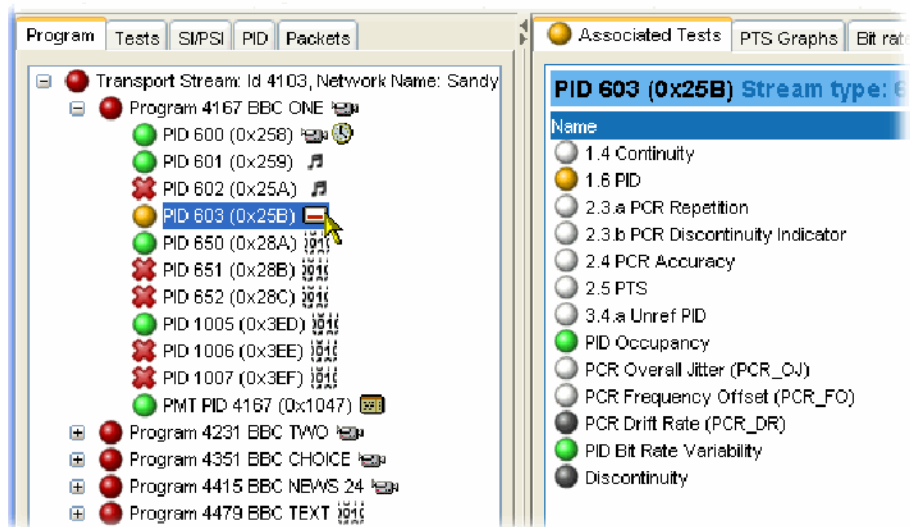 Program Tests SI/PSI PID Packets
Transport Stream: Id 4103, Network Name: Sandy
Program 4167 BBC ONE
PID 600 (0x258)
PID 601 (0x259)
PID 602 (0x25A)
PID 603 (0x25B)
PID 650 (0x28A)
PID 651 (0x28B)
PID 652 (0x28C)
PID 1005 (0x3ED)
PID 1006 (0x3EE)
PID 1007 (0x3EF)
PMT PID 4167 (0x1047)
Program 4231 BBC TWO
Program 4351 BBC CHOICE
Program 4415 BBC NEWS 24
Program 4479 BBC TEXT
Associated Tests PTS Graphs Bit rate
PID 603 (0x25B) Stream type: 6
Name
1.4 Continuity
1.6 PID
2.3.a PCR Repetition
2.3.b PCR Discontinuity Indicator
2.4 PCR Accuracy
2.5 PTS
3.4.a Unref PID
PID Occupancy
PCR Overall Jitter (PCR_OJ)
PCR Frequency Offset (PCR_FO)
PCR Drift Rate (PCR_DR)
PID Bit Rate Variability
Discontinuity